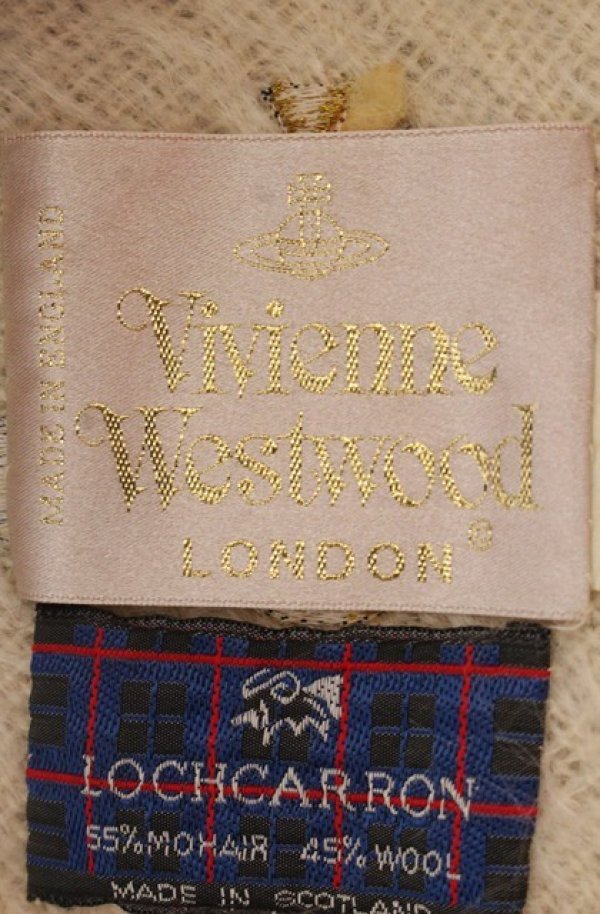 MADE IN ENGLAND
Vivienne
Westwood
LONDON®
LOCHCARRON
55% MOHAIR 45% WOOL
MADE IN SCOTLAND